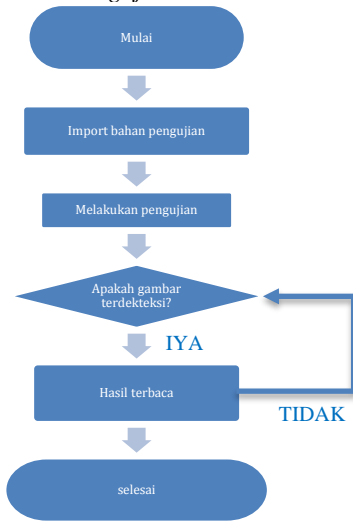 Mulai
Import bahan pengujian
Melakukan pengujian
Apakah gambar
terdekteksi?
IYA
Hasil terbaca
TIDAK
selesai